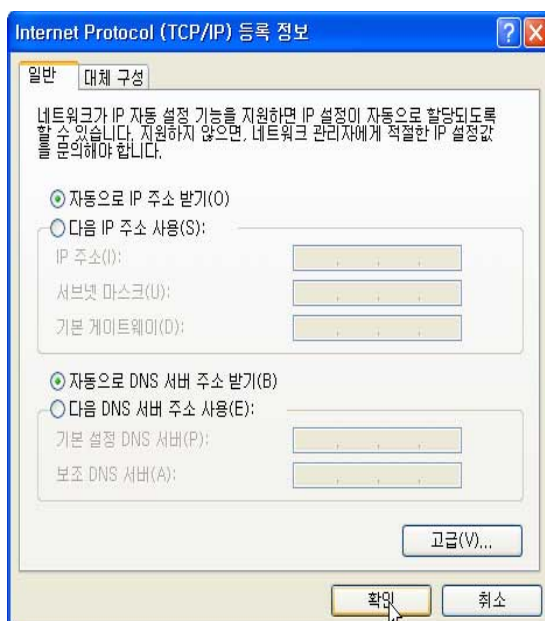 Internet Protocol (TCP/IP) 등록 정보
일반
대체 구성
네트워크가 IP 자동 설정 기능을 지원하면 IP 설정이 자동으로 할당되도록
할 수 있습니다. 지원하지 않으면, 네트워크 관리자에게 적절한 IP 설정값
을 문의해야 합니다.
자동으로 IP 주소 받기(O)
다음 IP 주소 사용(S):
IP 주소(I):
서브넷 마스크(U):
기본 게이트웨이(D):
자동으로 DNS 서버 주소 받기(B)
다음 DNS 서버 주소 사용(E):
기본 설정 DNS 서버(P):
보조 DNS 서버(A):
고급(V)...
확인
취소